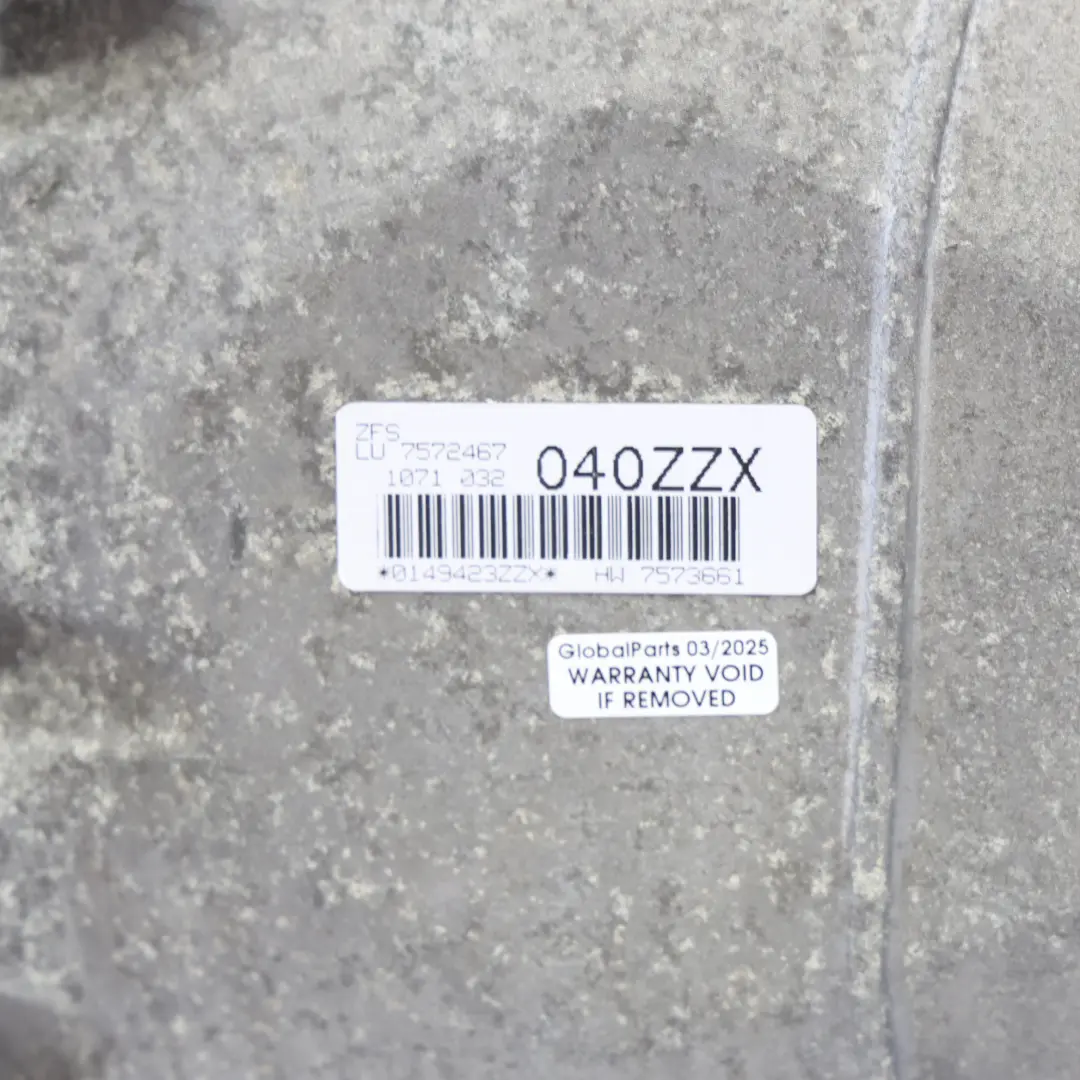 ZFS
LU 7572467
1071 032
040ZZX
*0149423ZZX* HW 7573661
GlobalParts 03/2025
WARRANTY VOID
IF REMOVED